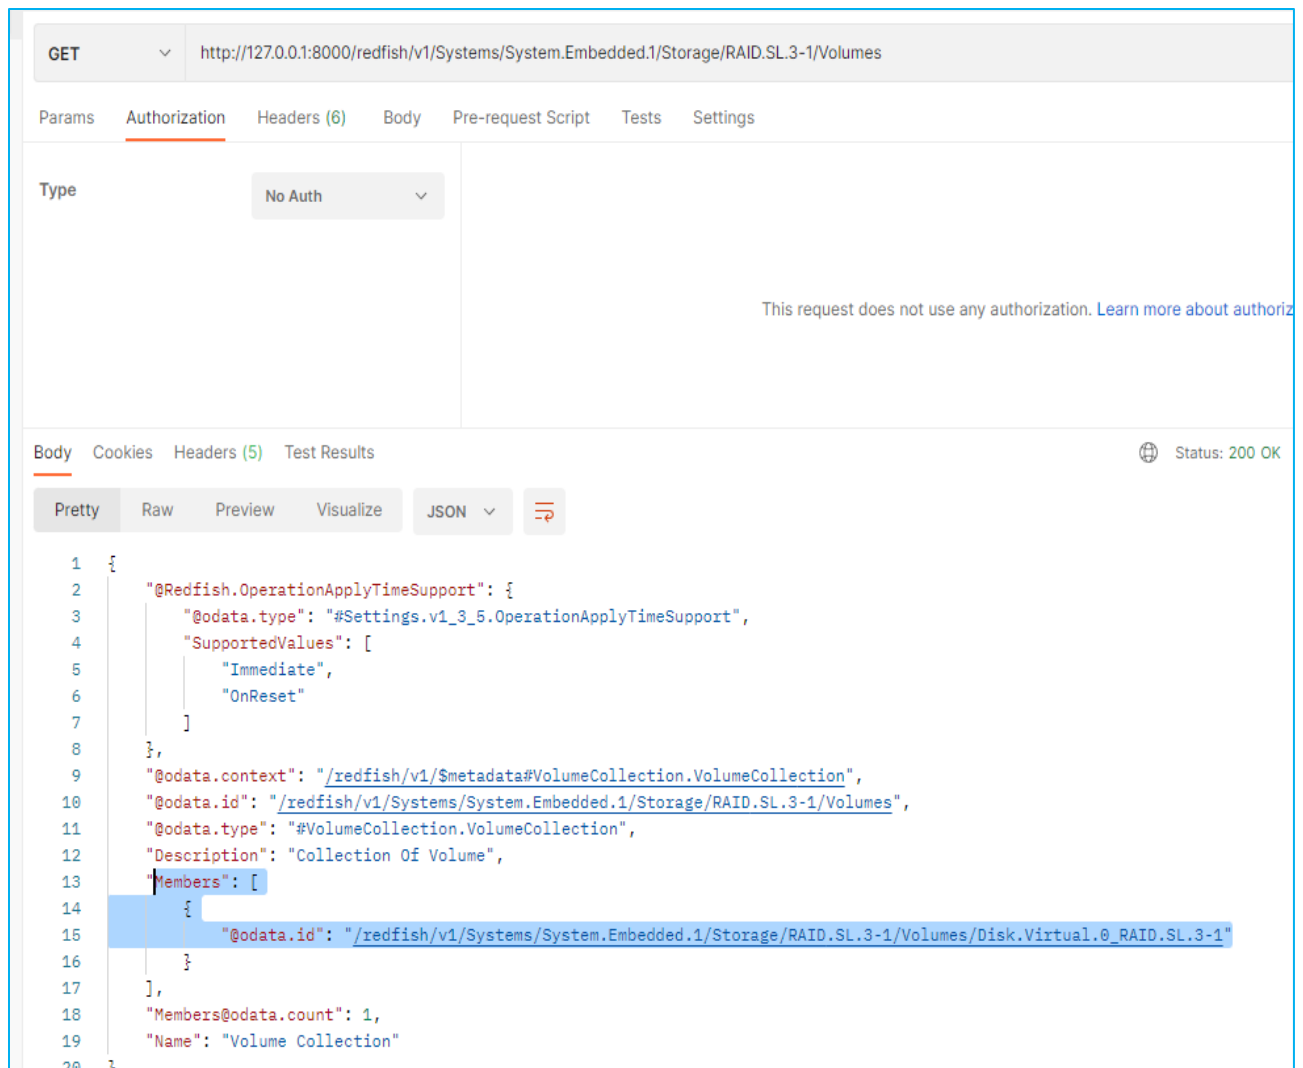 GET http://127.0.0.1:8000/redfish/v1/Systems/System.Embedded.1/Storage/RAID.SL.3-1/Volumes
Params Authorization Headers (6) Body Pre-request Script Tests Settings
Type No Auth
This request does not use any authorization. Learn more about authoriz
Body Cookies Headers (5) Test Results Status: 200 OK
Pretty Raw Preview Visualize JSON
1 {
2 "@Redfish.OperationApplyTimeSupport": {
3 "@odata.type": "#Settings.v1_3_5.OperationApplyTimeSupport",
4 "SupportedValues": [
5 "Immediate",
6 "OnReset"
7 ]
8 },
9 "@odata.context": "/redfish/v1/$metadata#VolumeCollection.VolumeCollection",
10 "@odata.id": "/redfish/v1/Systems/System.Embedded.1/Storage/RAID.SL.3-1/Volumes",
11 "@odata.type": "#VolumeCollection.VolumeCollection",
12 "Description": "Collection Of Volume",
13 "Members": [
14 {
15 "@odata.id": "/redfish/v1/Systems/System.Embedded.1/Storage/RAID.SL.3-1/Volumes/Disk.Virtual.0_RAID.SL.3-1"
16 }
17 ],
18 "Members@odata.count": 1,
19 "Name": "Volume Collection"
20 }